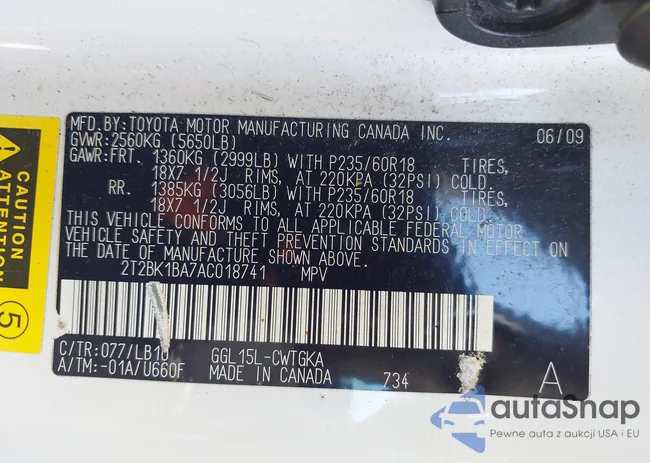 MFD.BY: TOYOTA MOTOR MANUFACTURING CANADA INC. 06/09
GVWR: 2560KG (5650LB)
GAWR: FRT. 1360KG (2999LB) WITH P235/60R18 TIRES,
18X7 1/2J RIMS, AT 220KPA (32PSI) COLD.
RR. 1385KG (3056LB) WITH P235/60R18 TIRES,
18X7 1/2J RIMS, AT 220KPA (32PSI) COLD.
THIS VEHICLE CONFORMS TO ALL APPLICABLE FEDERAL MOTOR
VEHICLE SAFETY AND THEFT PREVENTION STANDARDS IN EFFECT ON
THE DATE OF MANUFACTURE SHOWN ABOVE.
2T2BK1BA7AC018741 MPV
C/TR: 077/LB10 GGL15L-CWTGKA
A/TM: -01A/U660F MADE IN CANADA 734 A
5
autaSnap
Pewne auta z aukcji USA i EU